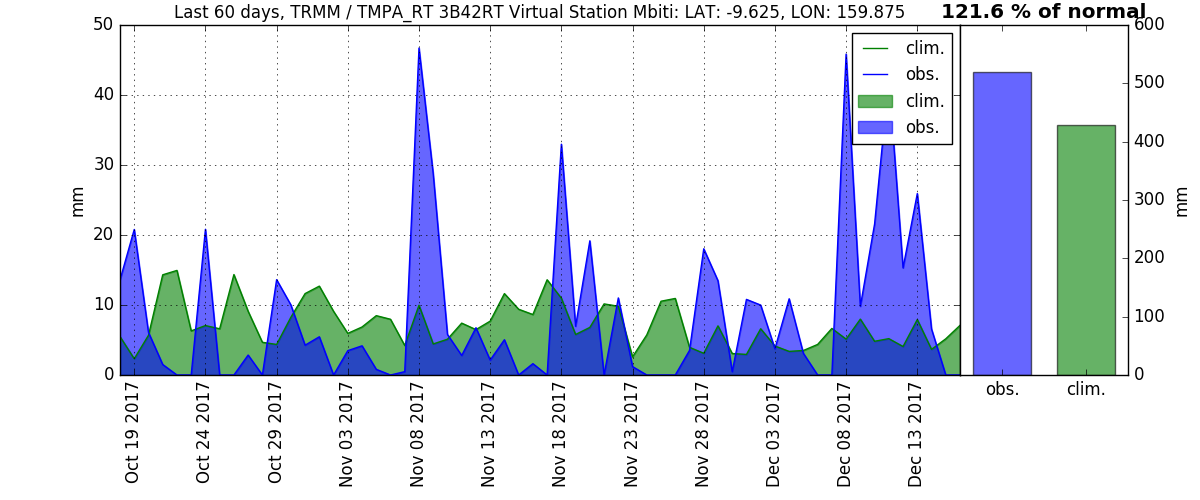 Last 60 days, TRMM / TMPA_RT 3B42RT Virtual Station Mbiti: LAT: -9.625, LON: 159.875
121.6 % of normal
50
40
30
20
10
0
mm
clim.
obs.
clim.
obs.
Oct 19 2017
Oct 24 2017
Oct 29 2017
Nov 03 2017
Nov 08 2017
Nov 13 2017
Nov 18 2017
Nov 23 2017
Nov 28 2017
Dec 03 2017
Dec 08 2017
Dec 13 2017
600
500
400
300
200
100
0
mm
obs.
clim.